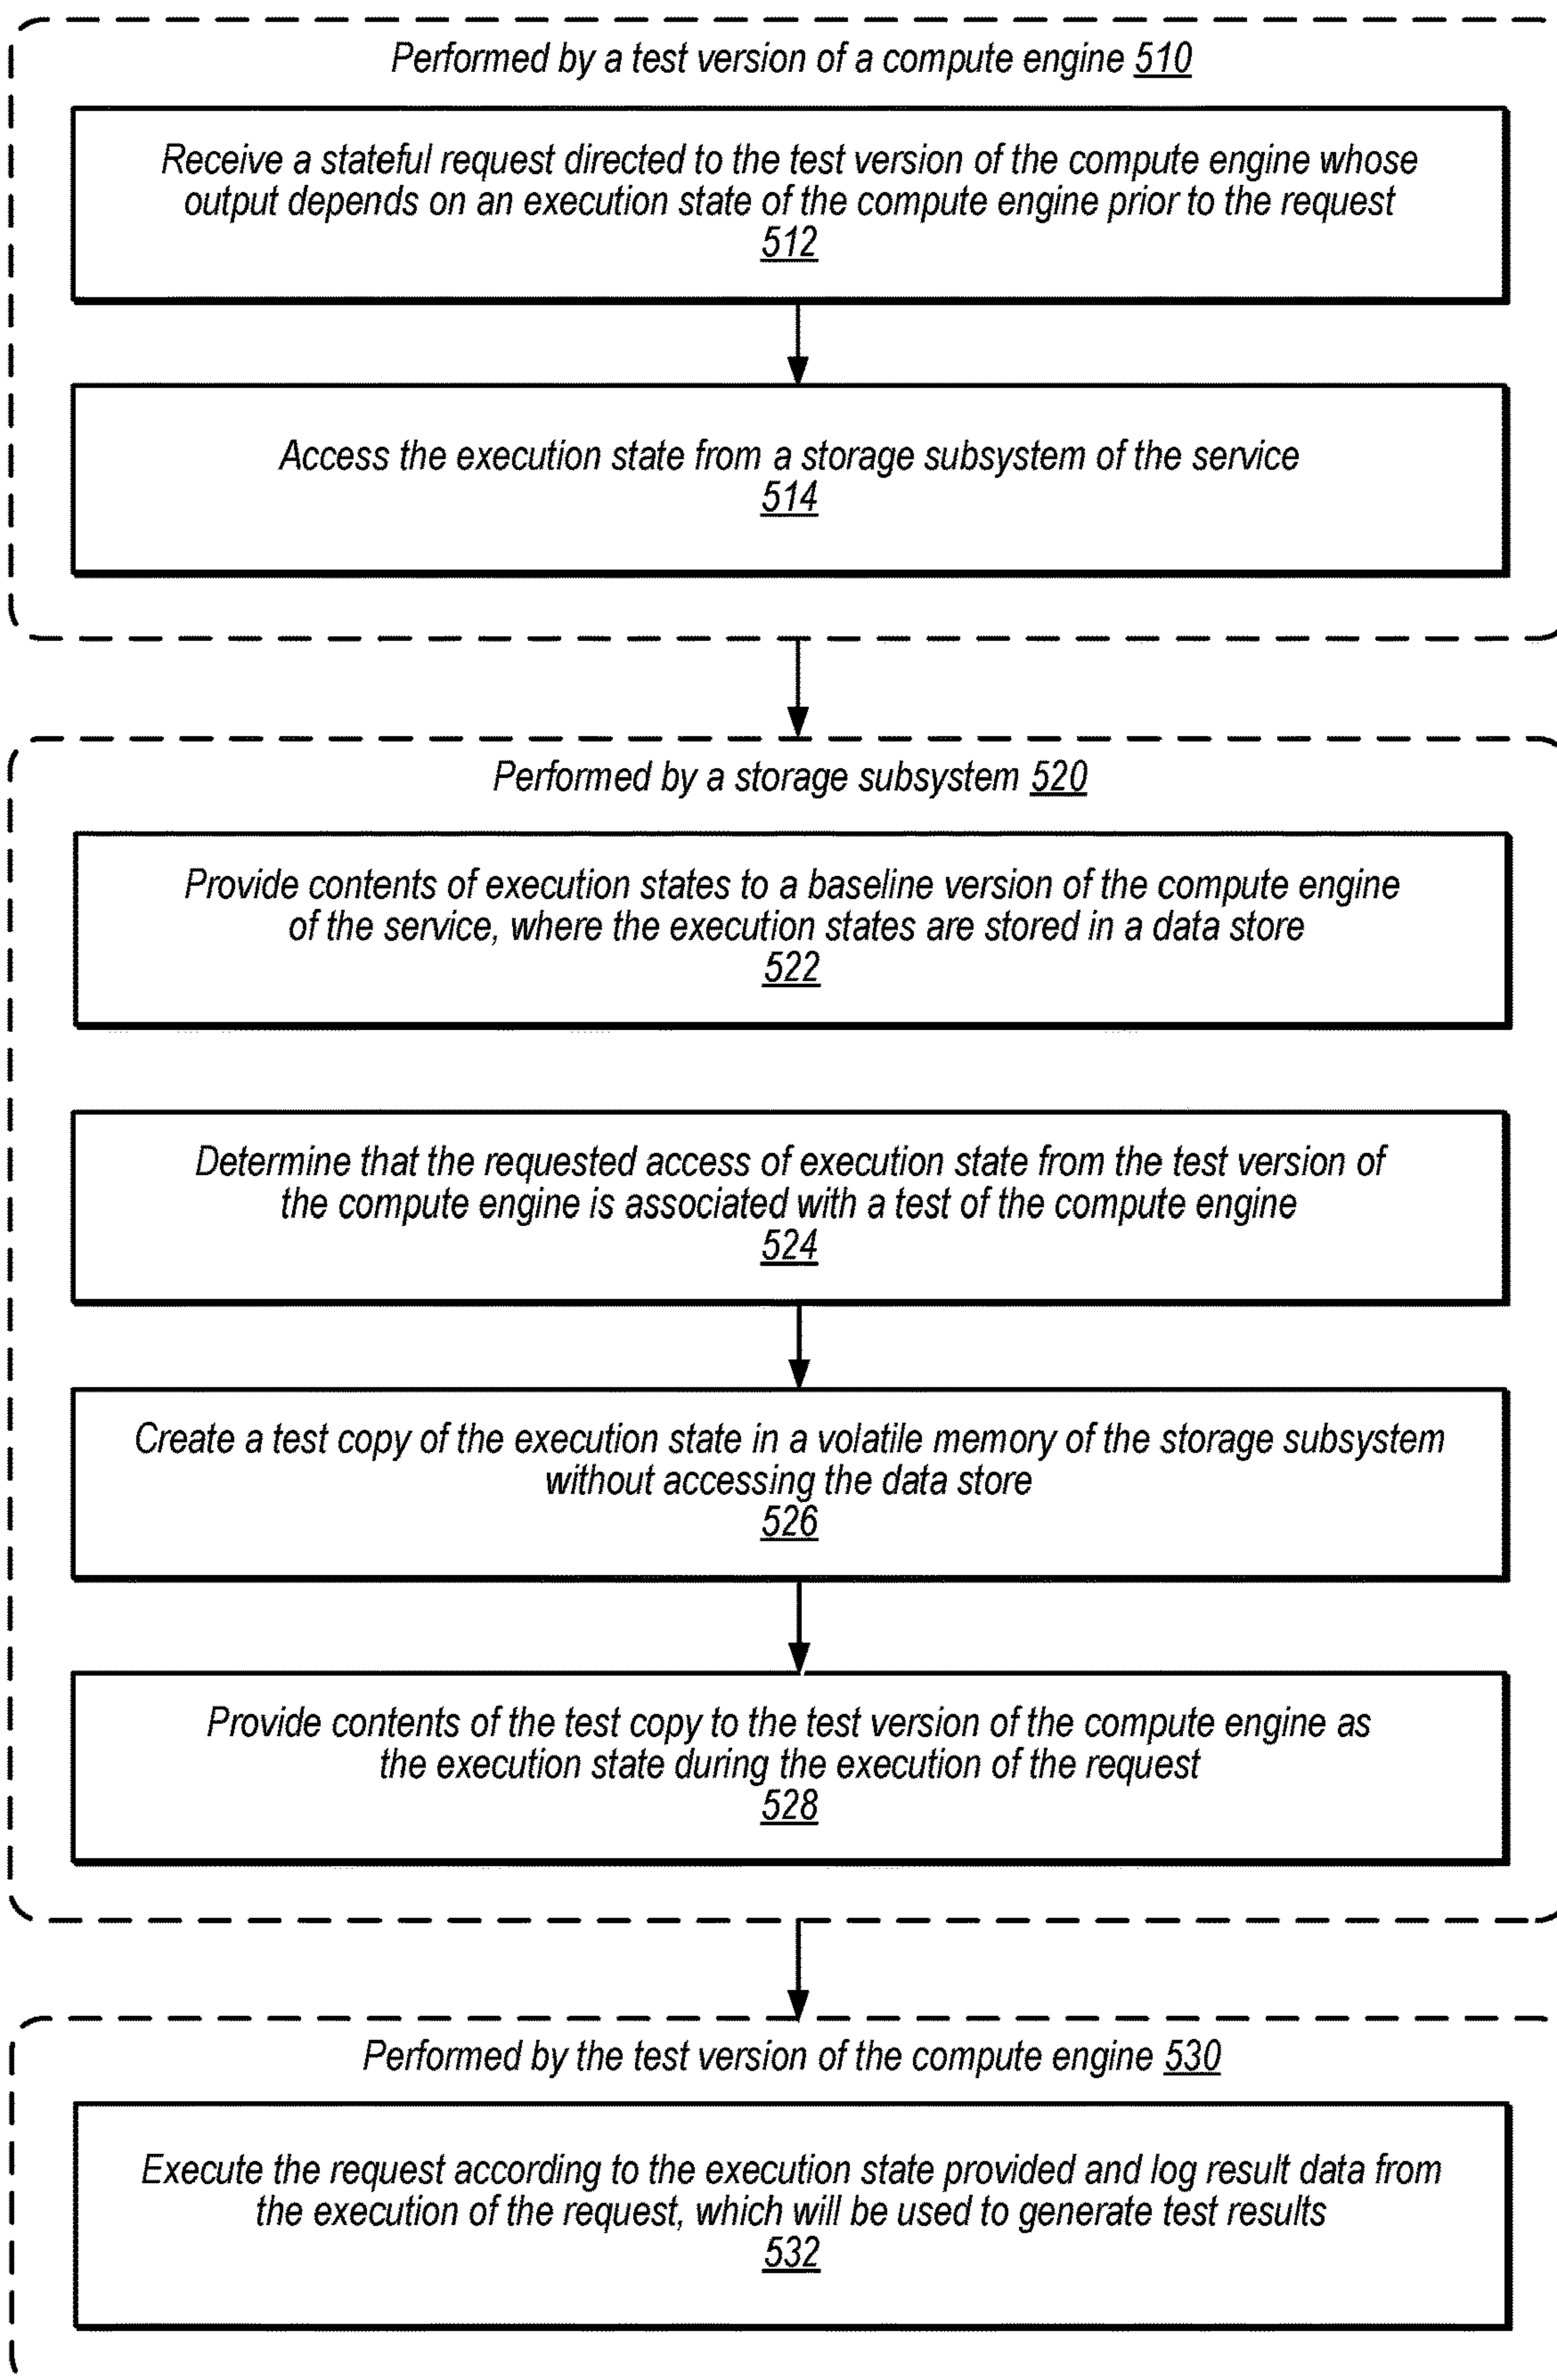 Performed by a test version of a compute engine 510
Receive a stateful request directed to the test version of the compute engine whose
output depends on an execution state of the compute engine prior to the request
512
Access the execution state from a storage subsystem of the service
514
Performed by a storage subsystem 520
Provide contents of execution states to a baseline version of the compute engine
of the service, where the execution states are stored in a data store
522
Determine that the requested access of execution state from the test version of
the compute engine is associated with a test of the compute engine
524
Create a test copy of the execution state in a volatile memory of the storage subsystem
without accessing the data store
526
Provide contents of the test copy to the test version of the compute engine as
the execution state during the execution of the request
528
Performed by the test version of the compute engine 530
Execute the request according to the execution state provided and log result data from
the execution of the request, which will be used to generate test results
532